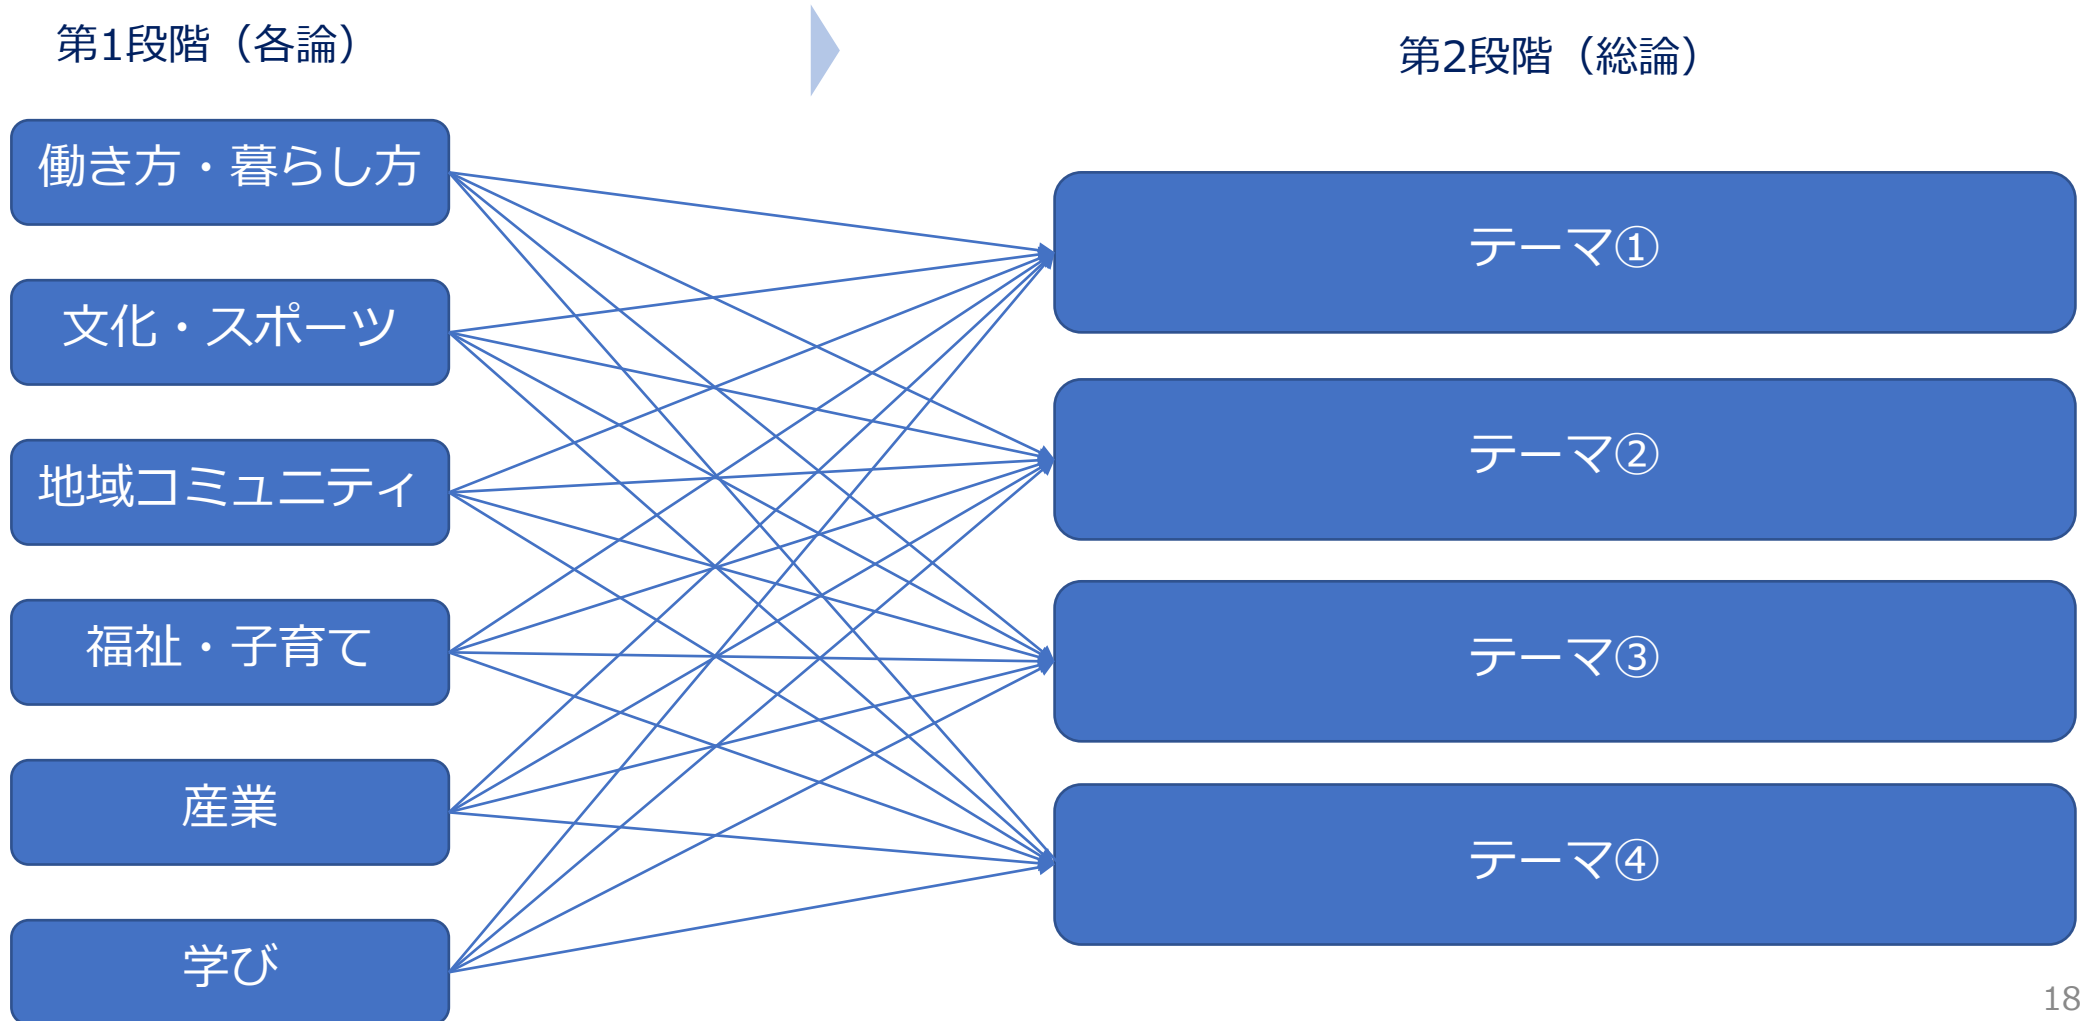 第1段階（各論）
第2段階（総論）
働き方・暮らし方
文化・スポーツ
地域コミュニティ
福祉・子育て
産業
学び
テーマ①
テーマ②
テーマ③
テーマ④
18